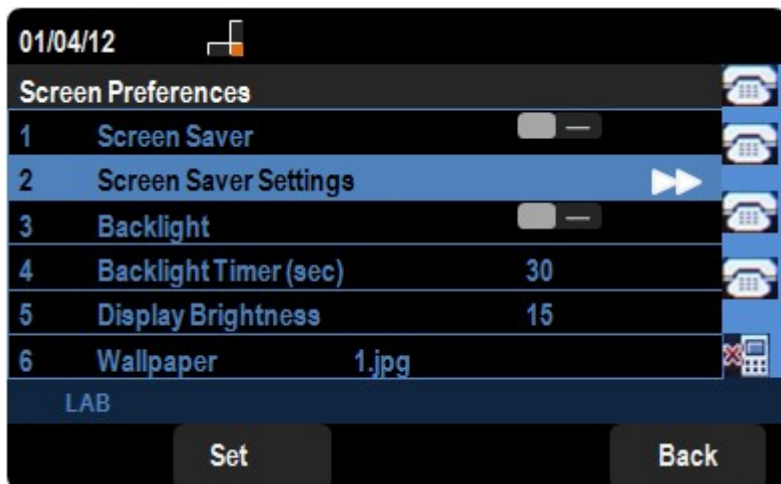 01/04/12
Screen Preferences
1 Screen Saver
2 Screen Saver Settings
3 Backlight
4 Backlight Timer (sec) 30
5 Display Brightness 15
6 Wallpaper 1.jpg
LAB
Set Back